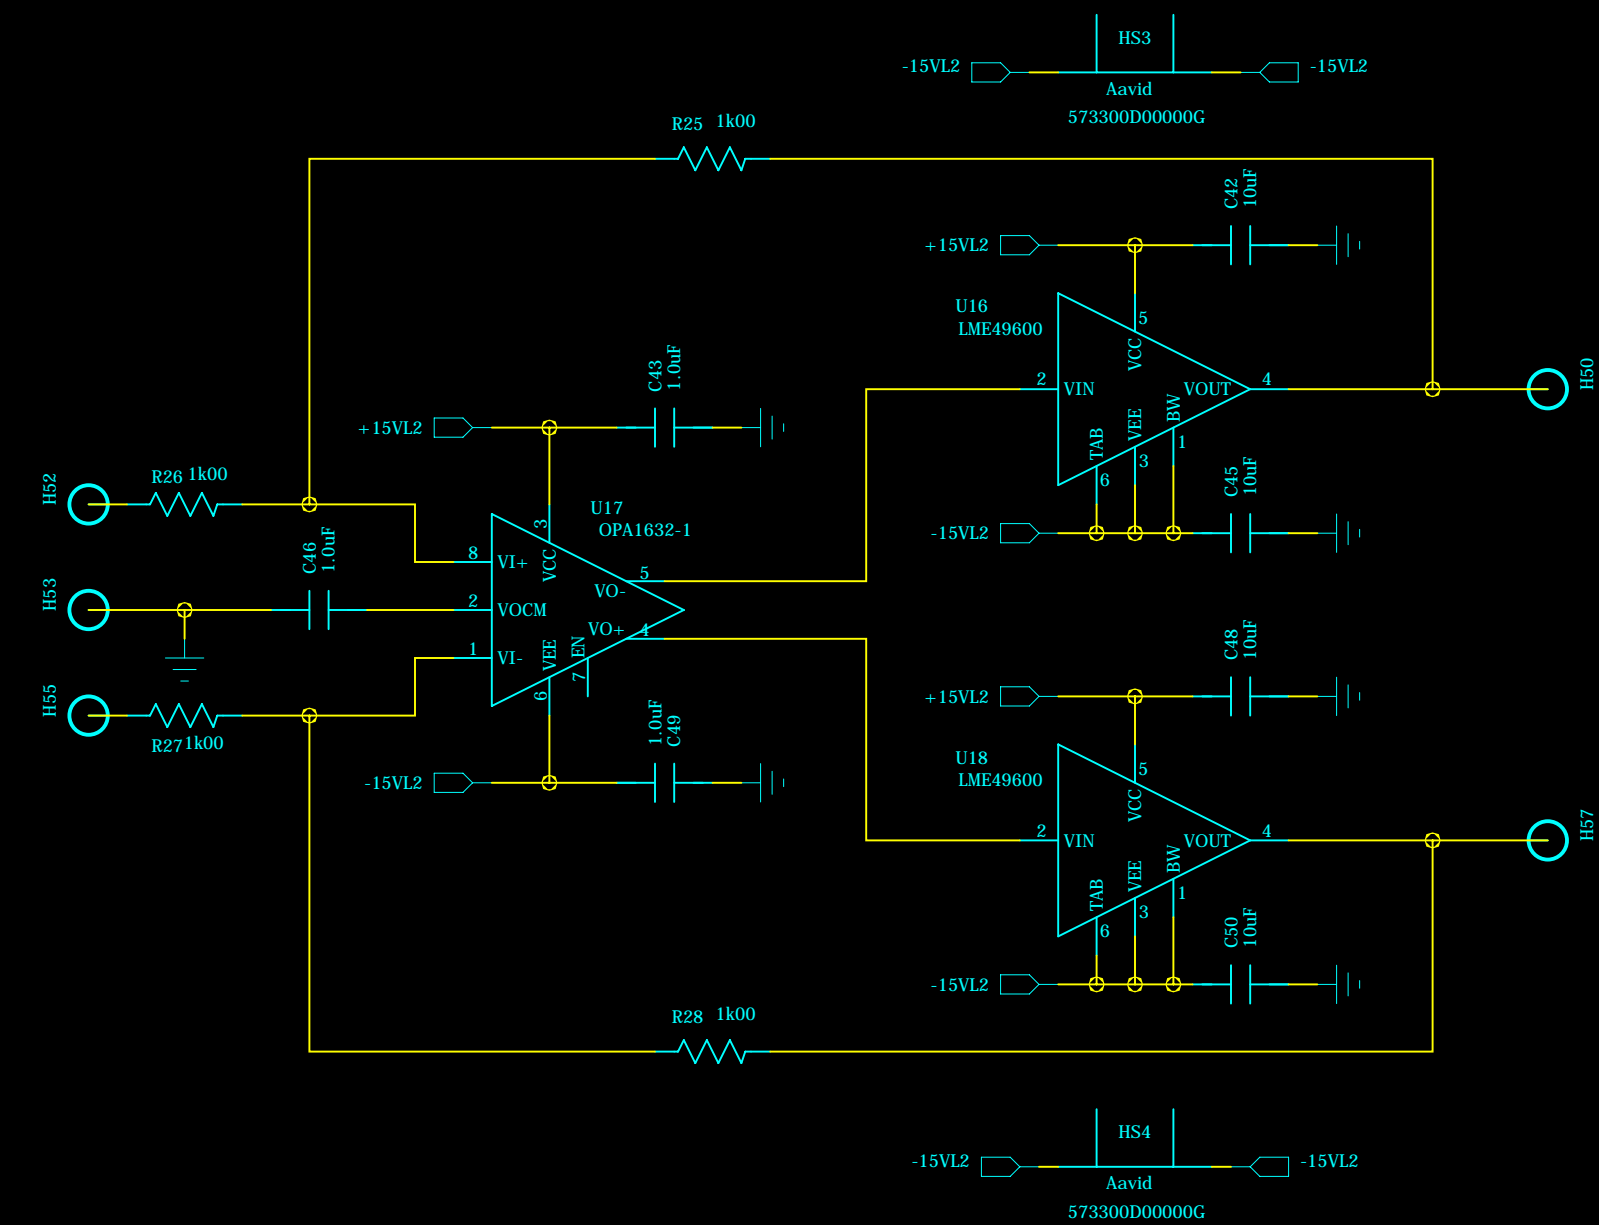 HS3
-15VL2
-15VL2
Aavid
573300D00000G
R25 1k00
C42
10uF
+15VL2
U16
LME49600
5
VCC
2
VIN
VOUT
4
H50
TAB
VEE
BW
6
3
1
C45
10uF
-15VL2
C43
1.0uF
+15VL2
H52
R26 1k00
U17
OPA1632-1
3
VCC
C46
1.0uF
8
VI+
5
VO-
H53
2
VOCM
VO+
4
1
VI-
VEE
EN
6
7
H55
R27 1k00
1.0uF
C49
-15VL2
C48
10uF
+15VL2
U18
LME49600
5
VCC
2
VIN
VOUT
4
H57
TAB
VEE
BW
6
3
1
C50
10uF
-15VL2
R28 1k00
HS4
-15VL2
-15VL2
Aavid
573300D00000G